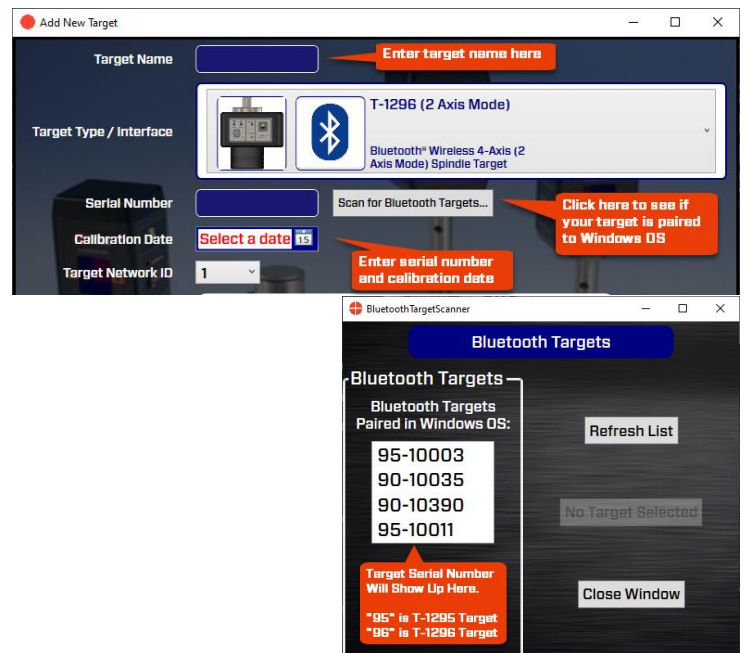 Add New Target
Target Name
Enter target name here
Target Type / Interface
T-1296 (2 Axis Mode)
Bluetooth® Wireless 4-Axis (2
Axis Mode) Spindle Target
Serial Number
Scan for Bluetooth Targets...
Click here to see if
your target is paired
to Windows OS
Calibration Date
Select a date
15
Enter serial number
and calibration date
Target Network ID
1
BluetoothTargetScanner
Bluetooth Targets
Bluetooth Targets
Bluetooth Targets
Paired in Windows OS:
Refresh List
95-10003
90-10035
90-10390
95-10011
No Target Selected
Target Serial Number
Will Show Up Here.
"95" is T-1295 Target
"96" is T-1296 Target
Close Window